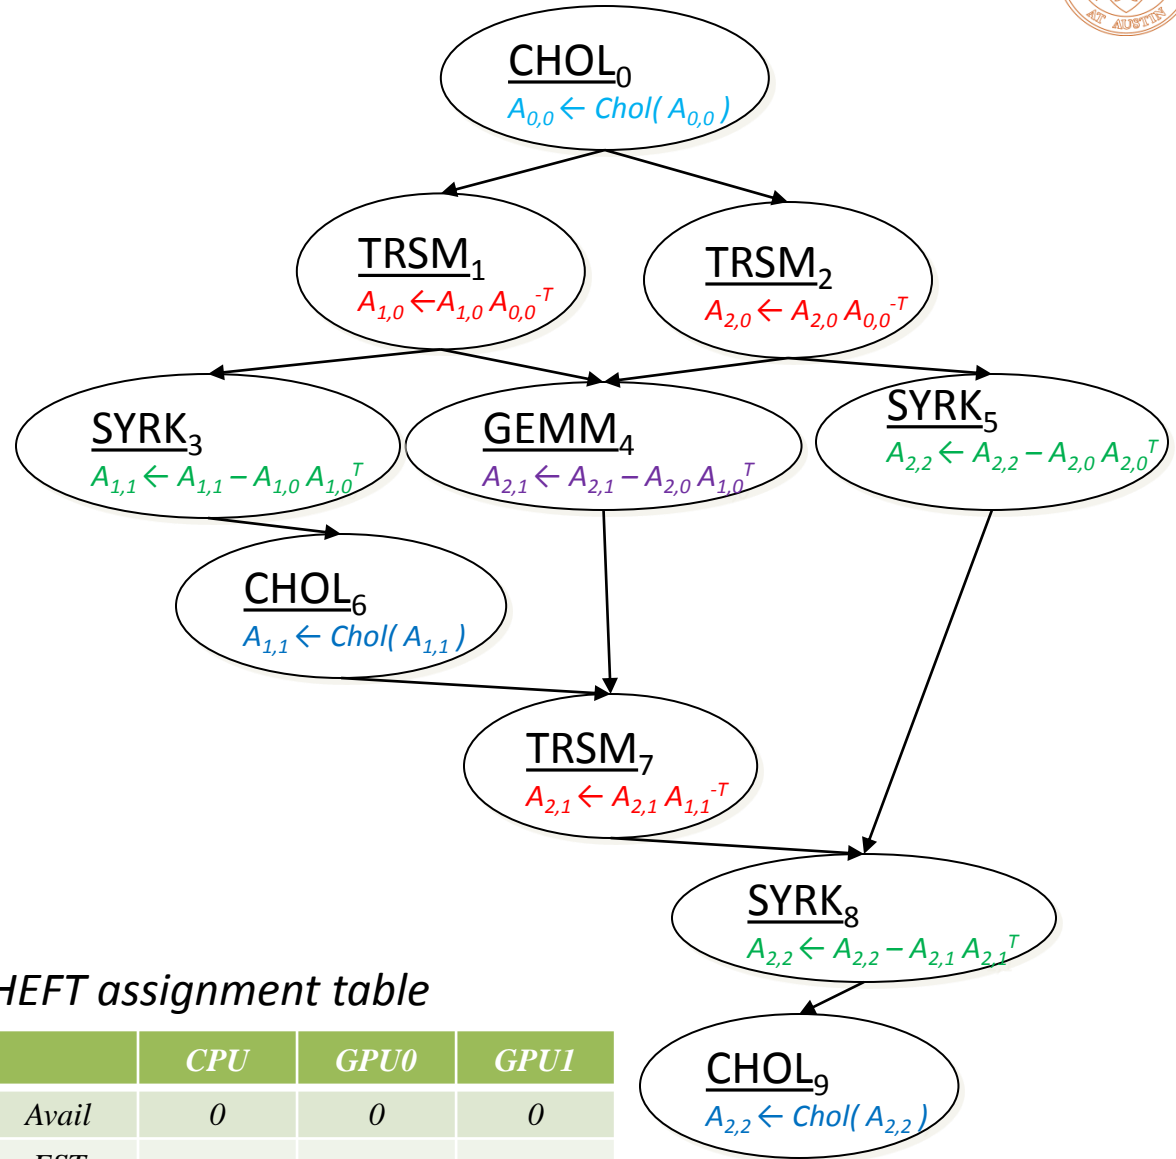 AT AUSTIN
CHOL₀
A₀,₀ ← Chol( A₀,₀ )
TRSM₁
A₁,₀ ←A₁,₀ A₀,₀⁻ᵀ
TRSM₂
A₂,₀ ← A₂,₀ A₀,₀⁻ᵀ
SYRK₃
A₁,₁ ← A₁,₁ – A₁,₀ A₁,₀ᵀ
GEMM₄
A₂,₁ ← A₂,₁ – A₂,₀ A₁,₀ᵀ
SYRK₅
A₂,₂ ← A₂,₂ – A₂,₀ A₂,₀ᵀ
CHOL₆
A₁,₁ ← Chol( A₁,₁ )
TRSM₇
A₂,₁ ← A₂,₁ A₁,₁⁻ᵀ
SYRK₈
A₂,₂ ← A₂,₂ – A₂,₁ A₂,₁ᵀ
CHOL₉
A₂,₂ ← Chol( A₂,₂ )
HEFT assignment table
CPU GPU0 GPU1
Avail 0 0 0